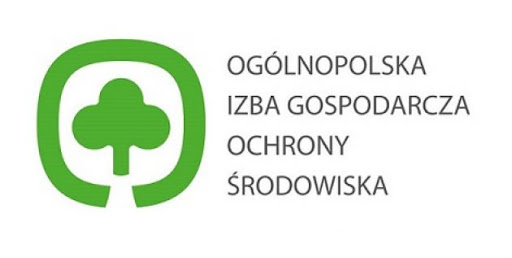 OGÓLNOPOLSKA
IZBA GOSPODARCZA
OCHRONY
ŚRODOWISKA